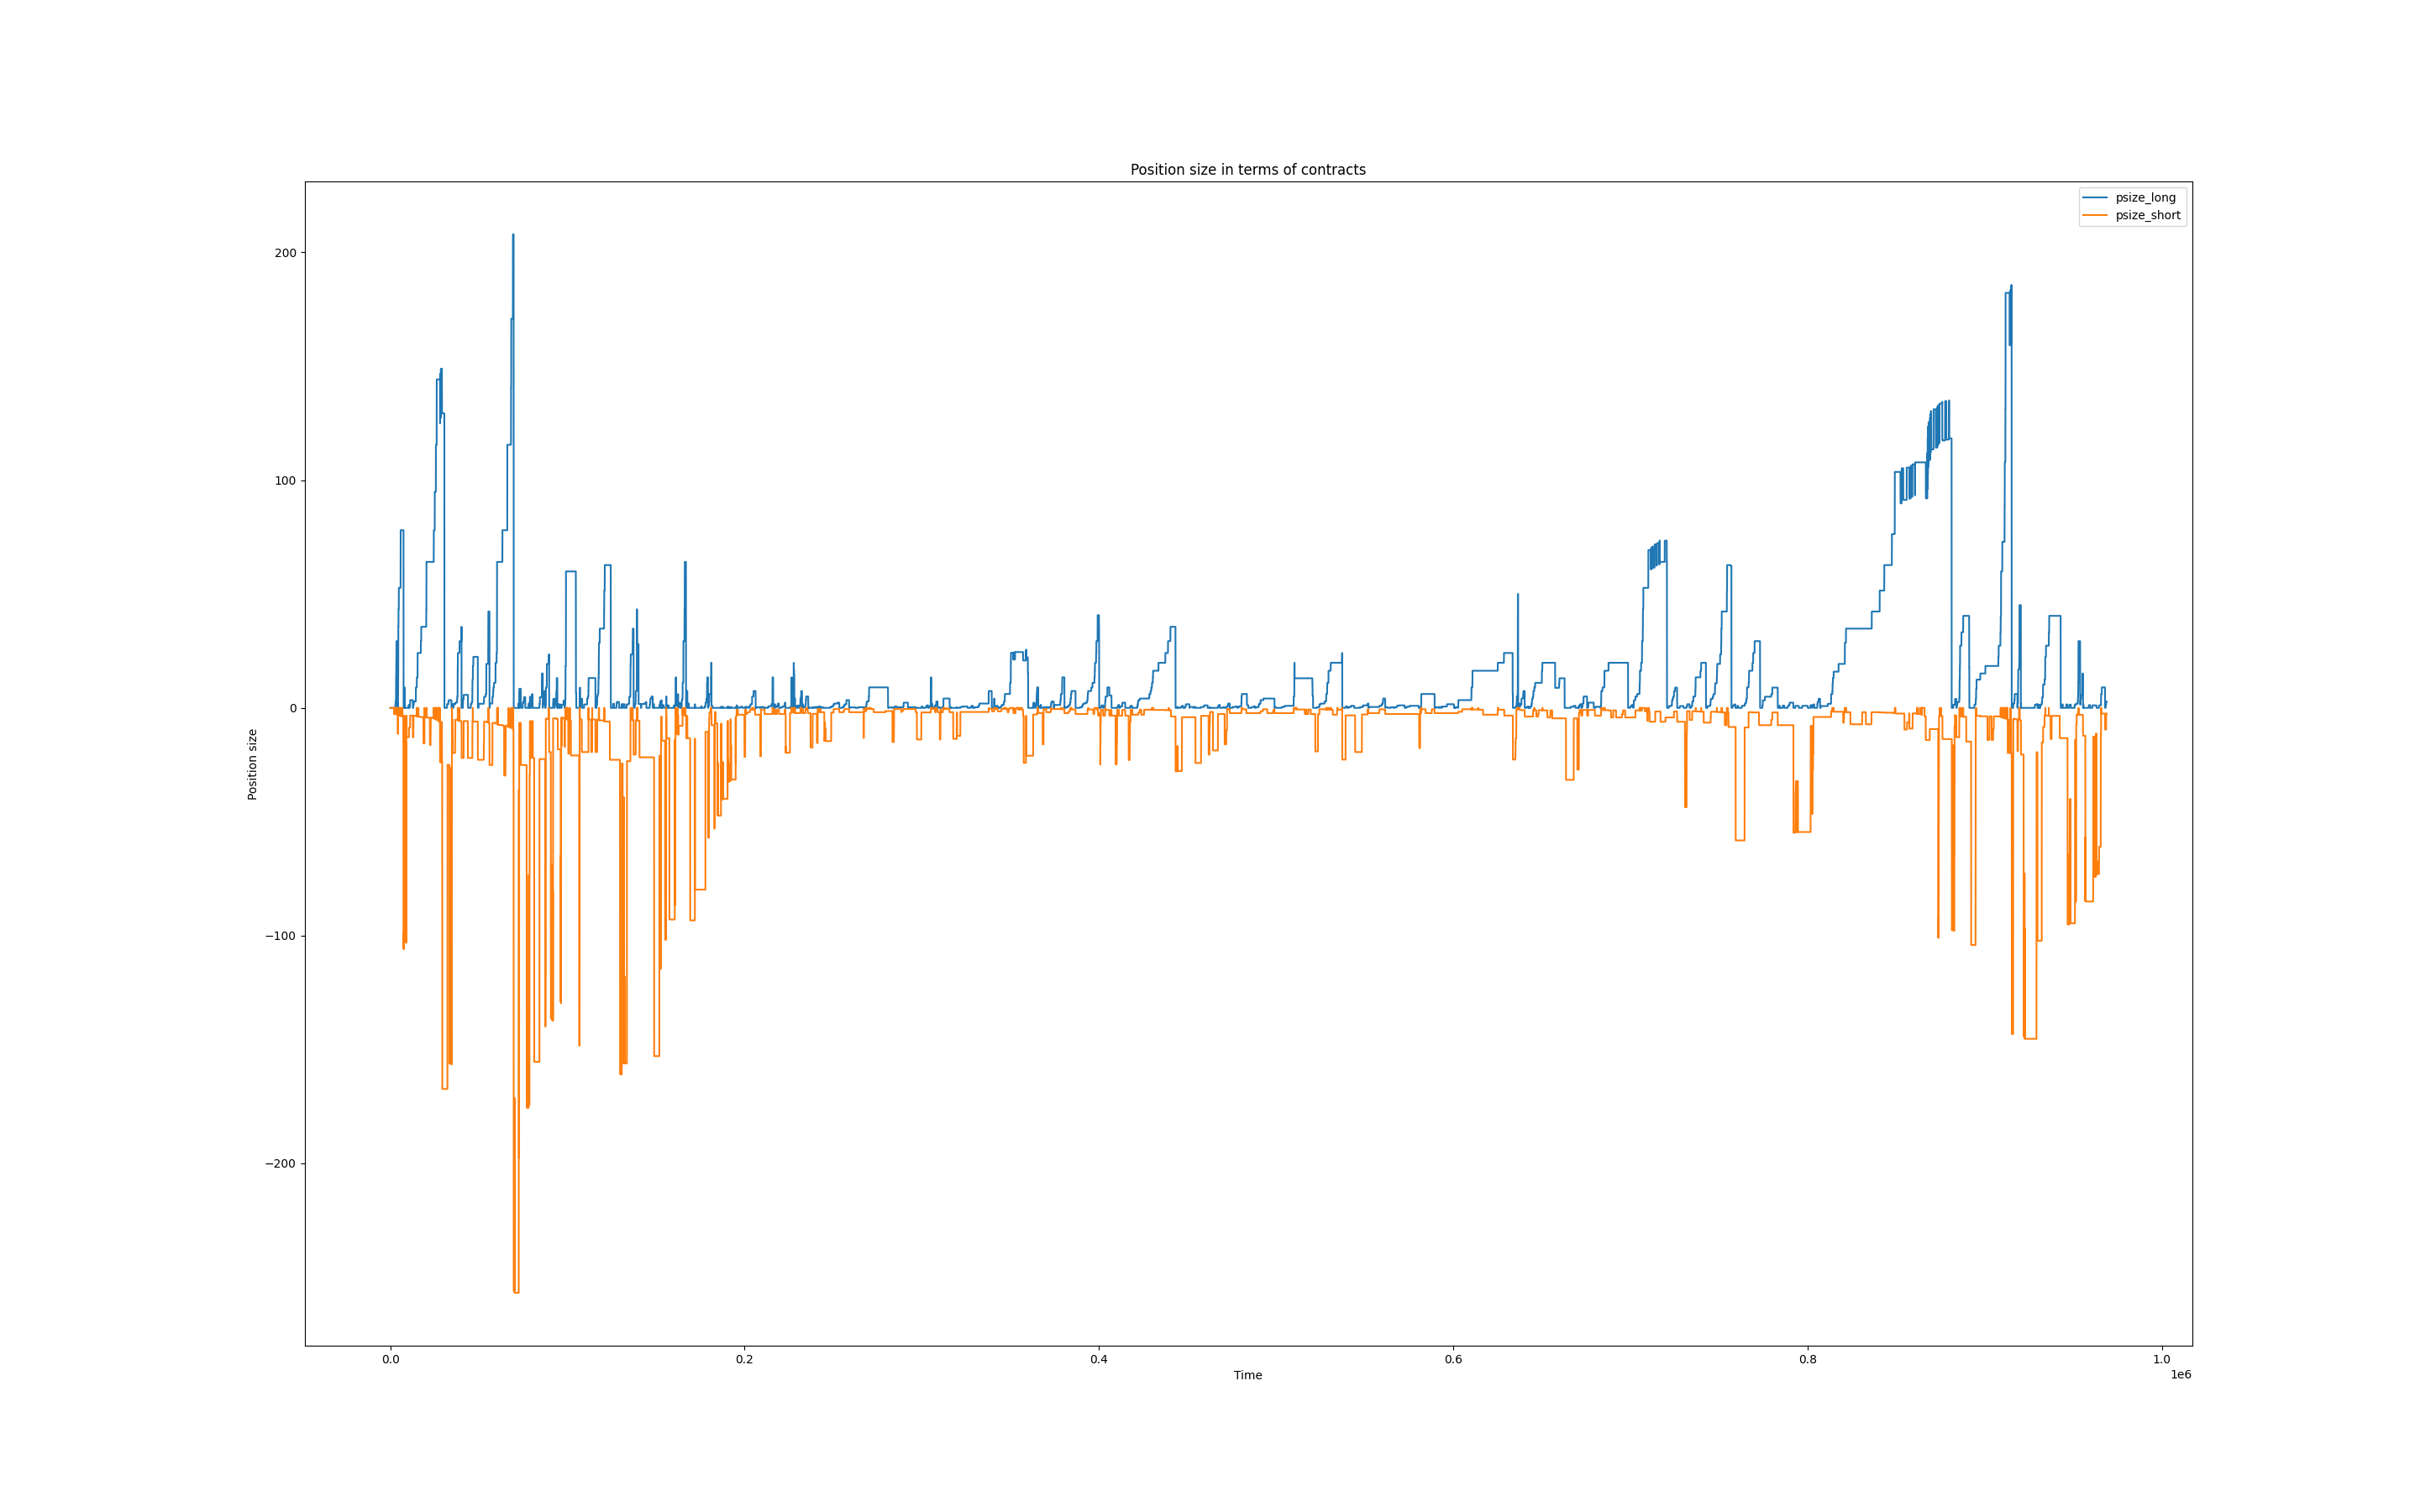 Position size in terms of contracts
psize_long
psize_short
200
100
0
−100
−200
Position size
0.0
0.2
0.4
0.6
0.8
1.0
1e6
Time